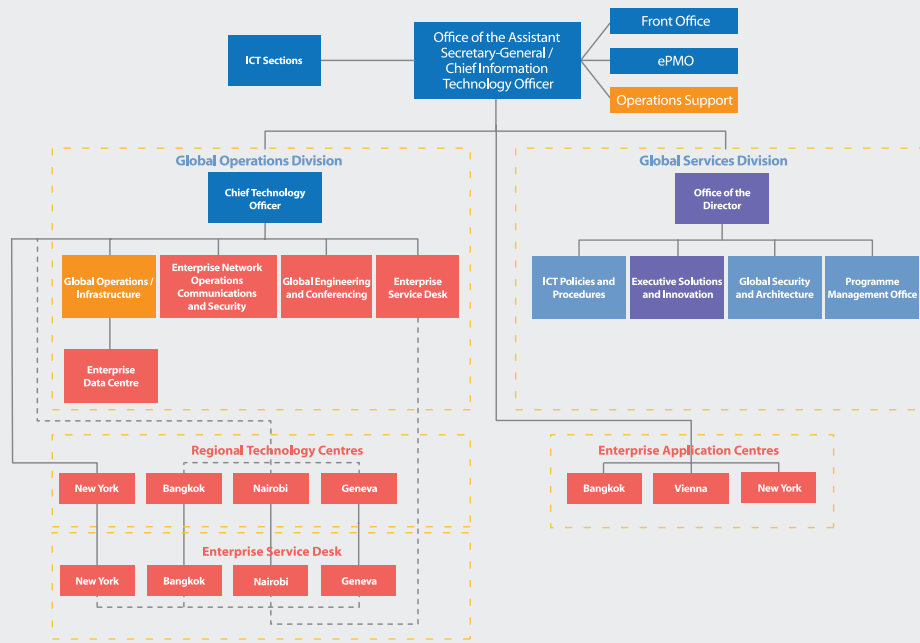 Front Office
Office of the Assistant
Secretary-General /
Chief Information
Technology Officer
ICT Sections
ePMO
Operations Support
Global Operations Division
Chief Technology
Officer
Global Operations /
Infrastructure
Enterprise Network
Operations
Communications
and Security
Global Engineering
and Conferencing
Enterprise
Service Desk
Enterprise
Data Centre
Global Services Division
Office of the
Director
ICT Policies and
Procedures
Executive Solutions
and Innovation
Global Security
and Architecture
Programme
Management Office
Regional Technology Centres
New York
Bangkok
Nairobi
Geneva
Enterprise Service Desk
New York
Bangkok
Nairobi
Geneva
Enterprise Application Centres
Bangkok
Vienna
New York